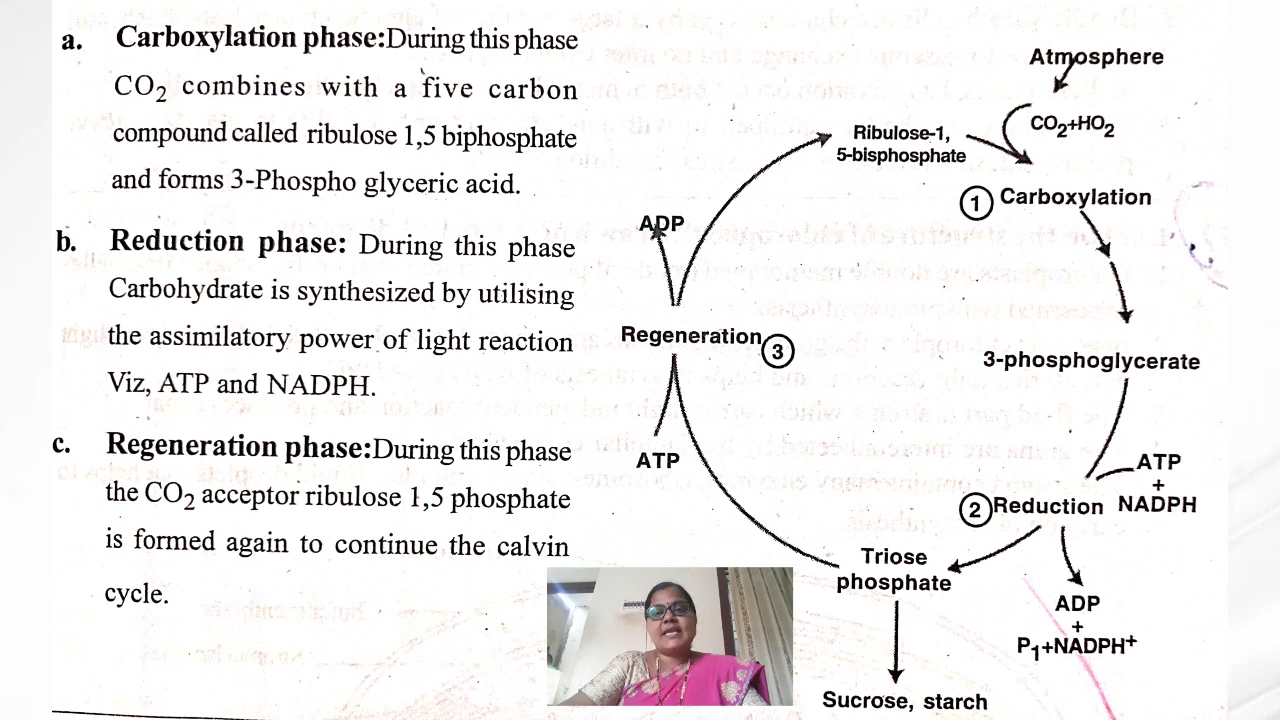 a. Carboxylation phase:During this phase
CO2 combines with a five carbon
compound called ribulose 1,5 biphosphate
and forms 3-Phospho glyceric acid.
b. Reduction phase: During this phase
Carbohydrate is synthesized by utilising
the assimilatory power of light reaction
Viz, ATP and NADPH.
c. Regeneration phase:During this phase
the CO2 acceptor ribulose 1,5 phosphate
is formed again to continue the calvin
cycle.
Atmosphere
CO2+HO2
Ribulose-1,
5-bisphosphate
1 Carboxylation
ADP
Regeneration 3
3-phosphoglycerate
ATP
ATP
+
NADPH
2 Reduction
Triose
phosphate
ADP
+
P1+NADPH+
Sucrose, starch